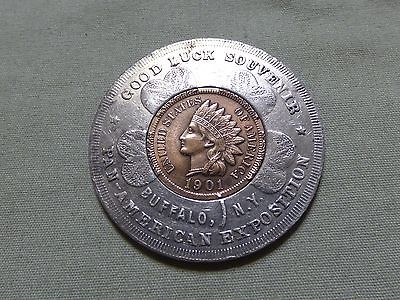 GOOD LUCK SOUVENIR
UNITED STATES OF AMERICA
1901
BUFFALO, N.Y.
PAN-AMERICAN EXPOSITION